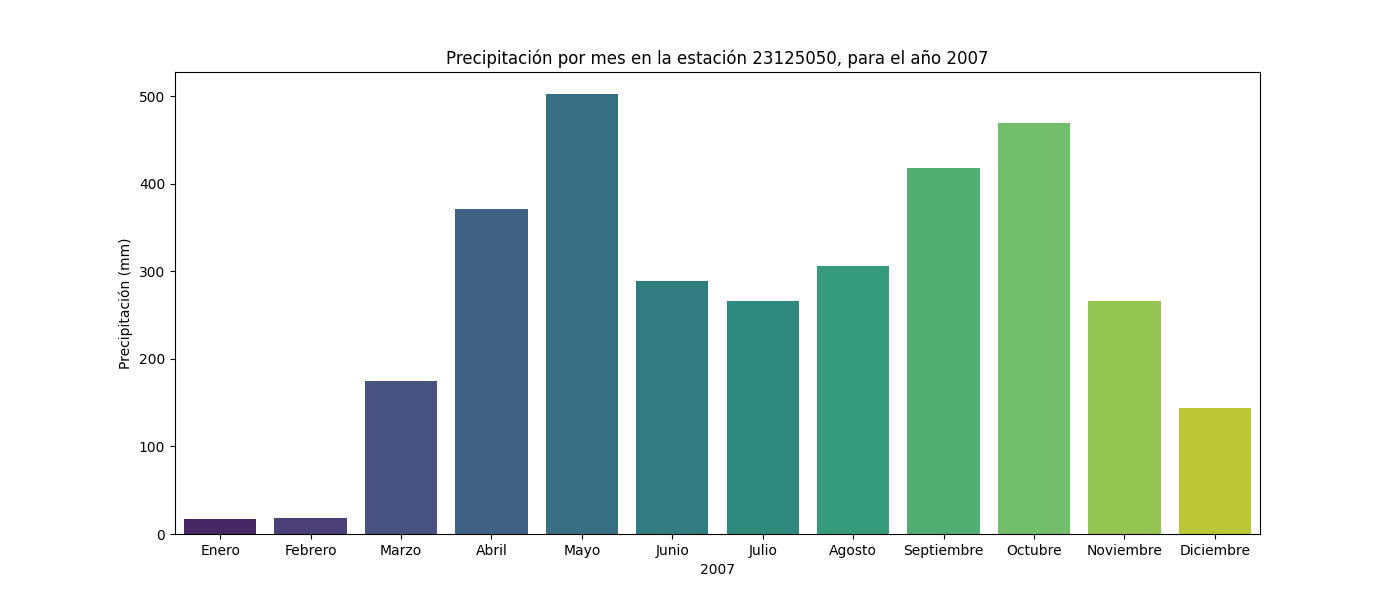 Precipitación por mes en la estación 23125050, para el año 2007
Precipitación (mm)
500
400
300
200
100
0
Enero Febrero Marzo Abril Mayo Junio Julio Agosto Septiembre Octubre Noviembre Diciembre
2007